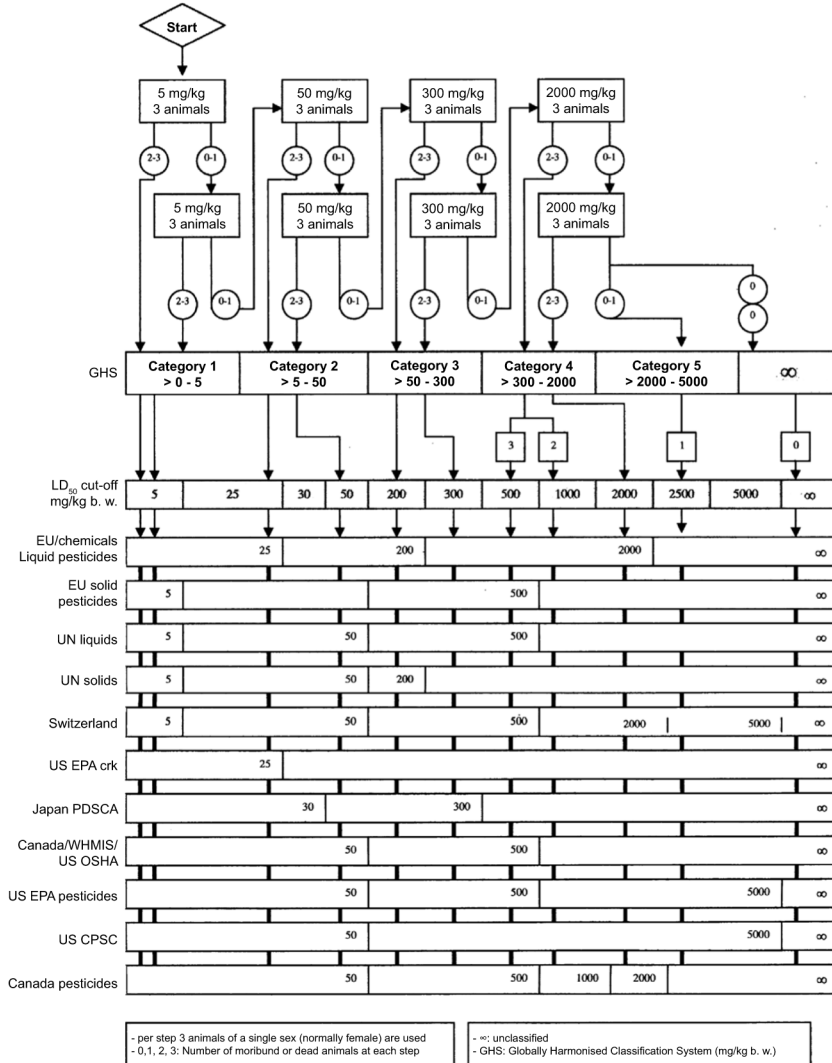 Start
5 mg/kg
3 animals
50 mg/kg
3 animals
300 mg/kg
3 animals
2000 mg/kg
3 animals
2-3 0-1 2-3 0-1 2-3 0-1 2-3 0-1
5 mg/kg
3 animals
50 mg/kg
3 animals
300 mg/kg
3 animals
2000 mg/kg
3 animals
0
2-3 0-1 2-3 0-1 2-3 0-1 2-3 0-1 0
GHS
Category 1
> 0 - 5
Category 2
> 5 - 50
Category 3
> 50 - 300
Category 4
> 300 - 2000
Category 5
> 2000 - 5000
∞
3 2 1 0
LD50 cut-off
mg/kg b. w.
5 25 30 50 200 300 500 1000 2000 2500 5000 ∞
EU/chemicals
Liquid pesticides
25 200 2000 ∞
EU solid
pesticides
5 500 ∞
UN liquids
5 50 500 ∞
UN solids
5 50 200 ∞
Switzerland
5 50 500 2000 5000 ∞
US EPA crk
25 ∞
Japan PDSCA
30 300 ∞
Canada/WHMIS/
US OSHA
50 500 ∞
US EPA pesticides
50 500 5000 ∞
US CPSC
50 5000 ∞
Canada pesticides
50 500 1000 2000 ∞
- per step 3 animals of a single sex (normally female) are used
- 0,1, 2, 3: Number of moribund or dead animals at each step
- ∞: unclassified
- GHS: Globally Harmonised Classification System (mg/kg b. w.)